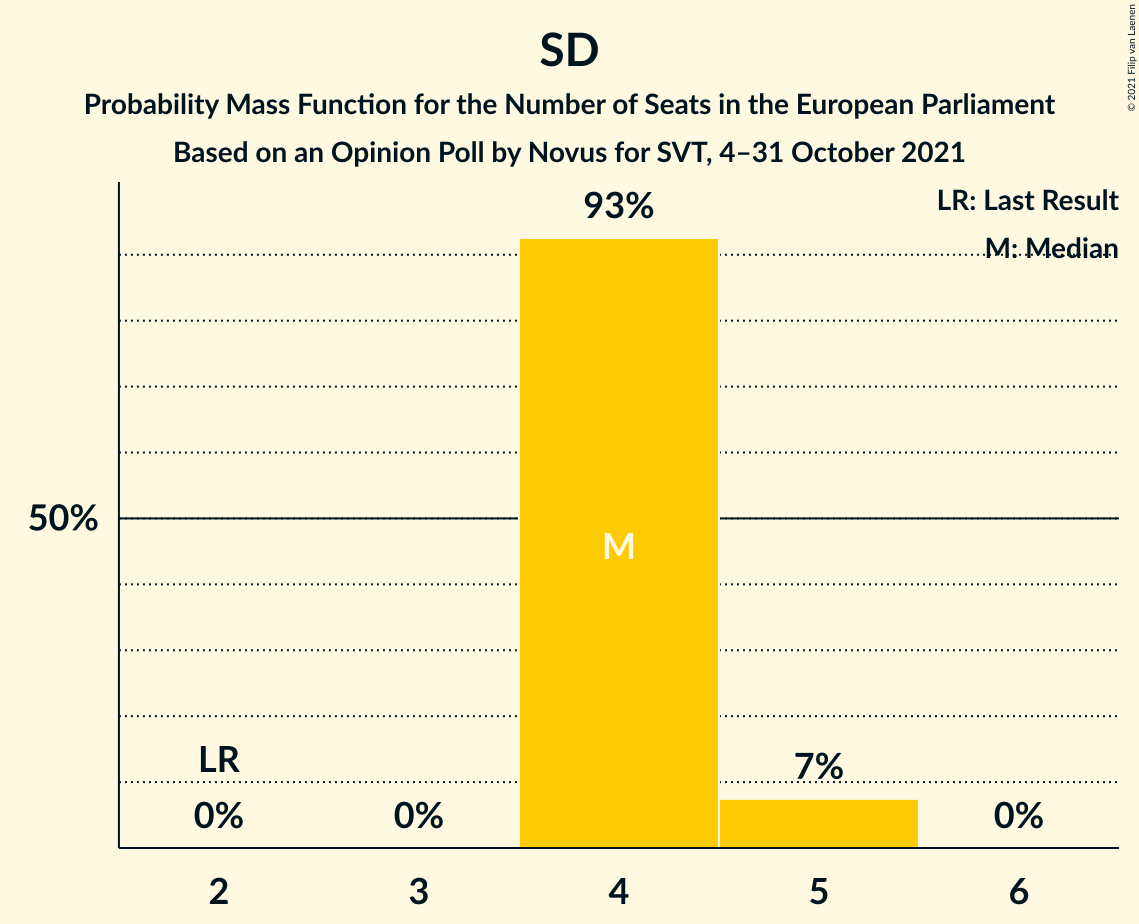 SD
Probability Mass Function for the Number of Seats in the European Parliament
Based on an Opinion Poll by Novus for SVT, 4–31 October 2021
© 2021 Filip van Laenen
LR: Last Result
M: Median
93%
50%
M
LR
7%
0%
0%
0%
2
3
4
5
6